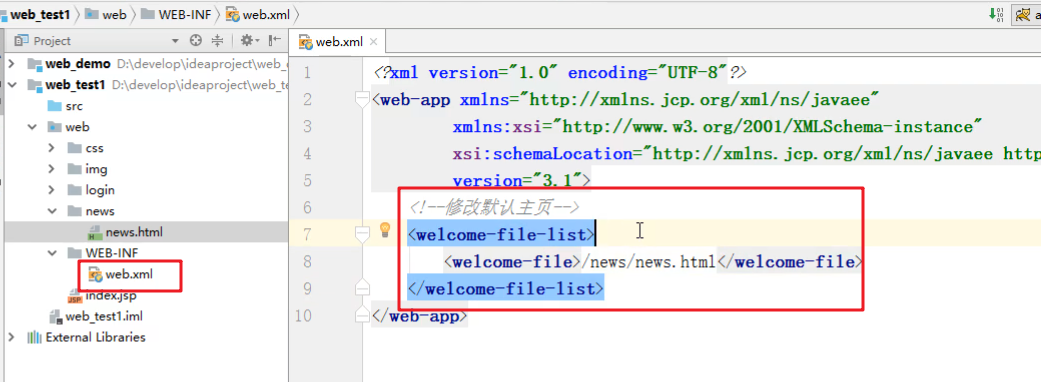 web_test1 web WEB-INF web.xml
Project
web.xml
web_demo D:\develop\ideaproject\web_
web_test1 D:\develop\ideaproject\web_te
src
web
css
img
login
news
news.html
WEB-INF
web.xml
index.jsp
web_test1.iml
External Libraries
1 <?xml version="1.0" encoding="UTF-8"?>
2 <web-app xmlns="http://xmlns.jcp.org/xml/ns/javaee"
3 xmlns:xsi="http://www.w3.org/2001/XMLSchema-instance"
4 xsi:schemaLocation="http://xmlns.jcp.org/xml/ns/javaee http
5 version="3.1">
6 <!--修改默认主页-->
7 <welcome-file-list>
8 <welcome-file>/news/news.html</welcome-file>
9 </welcome-file-list>
10 </web-app>